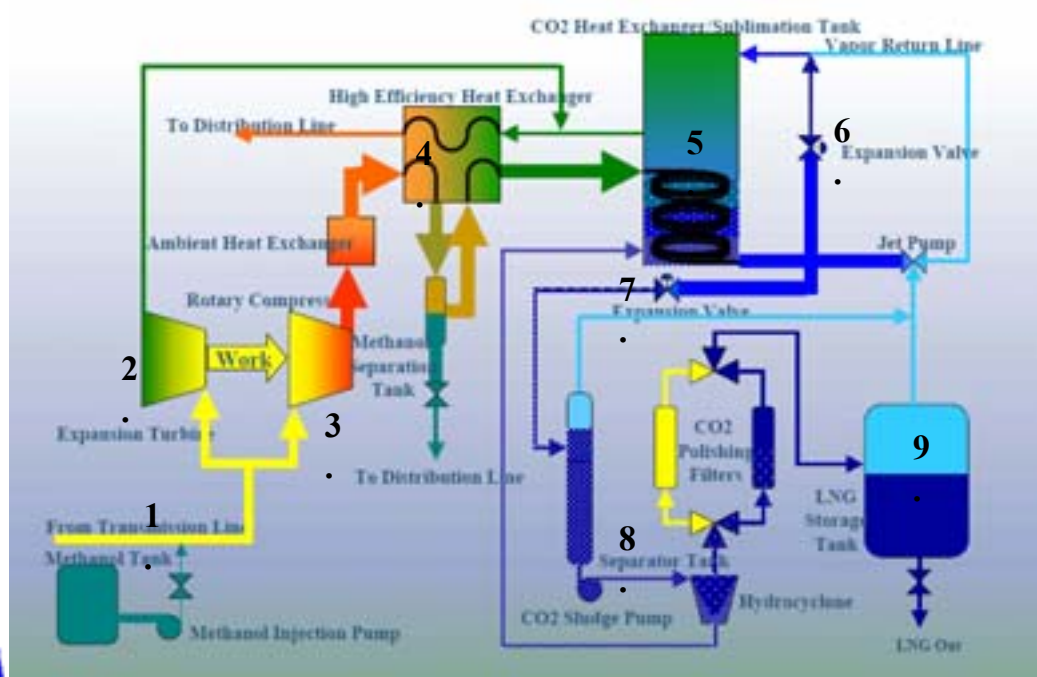 CO2 Heat Exchanger/Sublimation Tank
Vapor Return Line
High Efficiency Heat Exchanger
To Distribution Line
6
Expansion Valve
.
4
.
5
Ambient Heat Exchanger
Jet Pump
Rotary Compress
7
Expansion Valve
.
2
.
Work
Methanol
Separation
Tank
Expansion Turbine
3
.
To Distribution Line
CO2
Polishing
Filters
9
.
LNG
Storage
Tank
1
From Transmission Line
.
Methanol Tank
8
Separator Tank
.
Methanol Injection Pump
CO2 Sludge Pump
Hydrocyclone
LNG Out